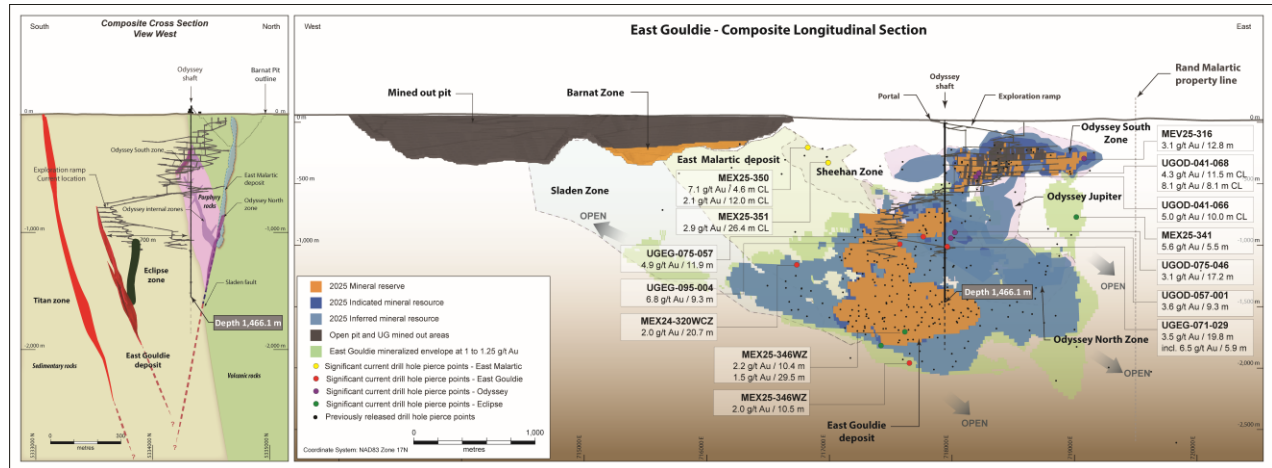 South
Composite Cross Section
View West
North
Odyssey
shaft
Barnat Pit
outline
0 m
0 m
Odyssey South zone
Exploration ramp
Current location
East Malartic
deposit
Odyssey internal zones
Porphyry
rocks
Odyssey North
zone
-500 m
-1,000 m
-1,000 m
700 m
Eclipse
zone
Titan zone
Sladen fault
Depth 1,466.1 m
-2,000 m
-2,000 m
East Gouldie
deposit
Sedimentary rocks
Volcanic rocks
?
?
?
0
500
metres
West
East Gouldie - Composite Longitudinal Section
East
Rand Malartic
property line
Odyssey
shaft
Portal
Exploration ramp
Mined out pit
Barnat Zone
0 m
0 m
Odyssey South
Zone
East Malartic deposit
Sheehan Zone
-500 m
Sladen Zone
OPEN
Odyssey Jupiter
-1,000 m
-1,000 m
MEX25-350
7.1 g/t Au / 4.6 m CL
2.1 g/t Au / 12.0 m CL
MEX25-351
2.9 g/t Au / 26.4 m CL
UGEG-075-057
4.9 g/t Au / 11.9 m
UGEG-095-004
6.8 g/t Au / 9.3 m
MEX24-320WCZ
2.0 g/t Au / 20.7 m
MEX25-346WZ
2.2 g/t Au / 10.4 m
1.5 g/t Au / 29.5 m
MEX25-346WZ
2.0 g/t Au / 10.5 m
MEV25-316
3.1 g/t Au / 12.8 m
UGOD-041-068
4.3 g/t Au / 11.5 m CL
8.1 g/t Au / 8.1 m CL
UGOD-041-066
5.0 g/t Au / 10.0 m CL
MEX25-341
5.6 g/t Au / 5.5 m
UGOD-075-046
3.1 g/t Au / 17.2 m
UGOD-057-001
3.6 g/t Au / 9.3 m
UGEG-071-029
3.5 g/t Au / 19.8 m
incl. 6.5 g/t Au / 5.9 m
Depth 1,466.1 m
OPEN
-1,500 m
Odyssey North Zone
-2,000 m
OPEN
East Gouldie
deposit
OPEN
-2,500 m
2025 Mineral reserve
2025 Indicated mineral resource
2025 Inferred mineral resource
Open pit and UG mined out areas
East Gouldie mineralized envelope at 1 to 1.25 g/t Au
Significant current drill hole pierce points - East Malartic
Significant current drill hole pierce points - East Gouldie
Significant current drill hole pierce points - Odyssey
Significant current drill hole pierce points - Eclipse
Previously released drill hole pierce points
Coordinate System: NAD83 Zone 17N
0
1,000
metres